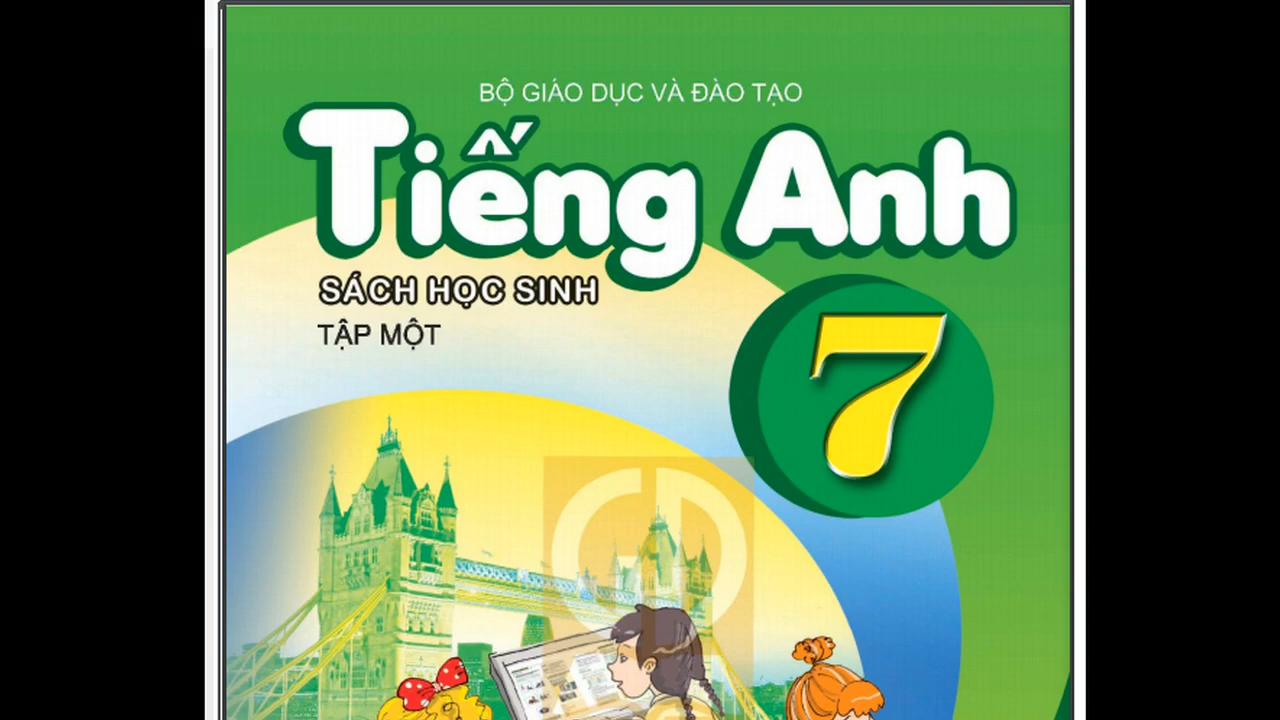 BỘ GIÁO DỤC VÀ ĐÀO TẠO
Tiếng Anh
SÁCH HỌC SINH
TẬP MỘT
7